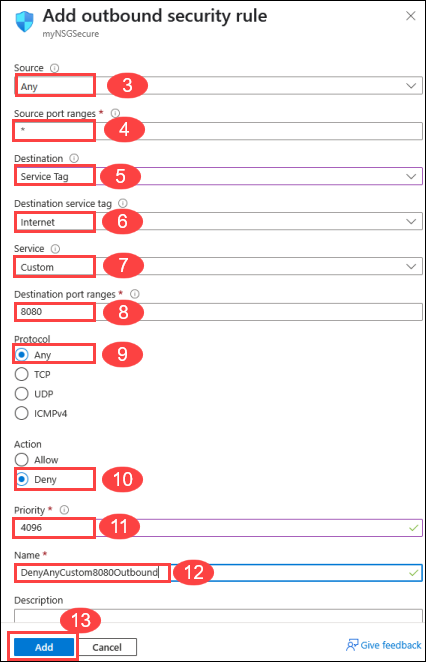 Add outbound security rule
myNSGSecure
Source
Any 3
Source port ranges *
* 4
Destination
Service Tag 5
Destination service tag
Internet 6
Service
Custom 7
Destination port ranges *
8080 8
Protocol
Any 9
TCP
UDP
ICMPv4
Action
Allow
Deny 10
Priority *
4096 11
Name *
DenyAnyCustom8080Outbound 12
Description
13
Add Cancel Give feedback